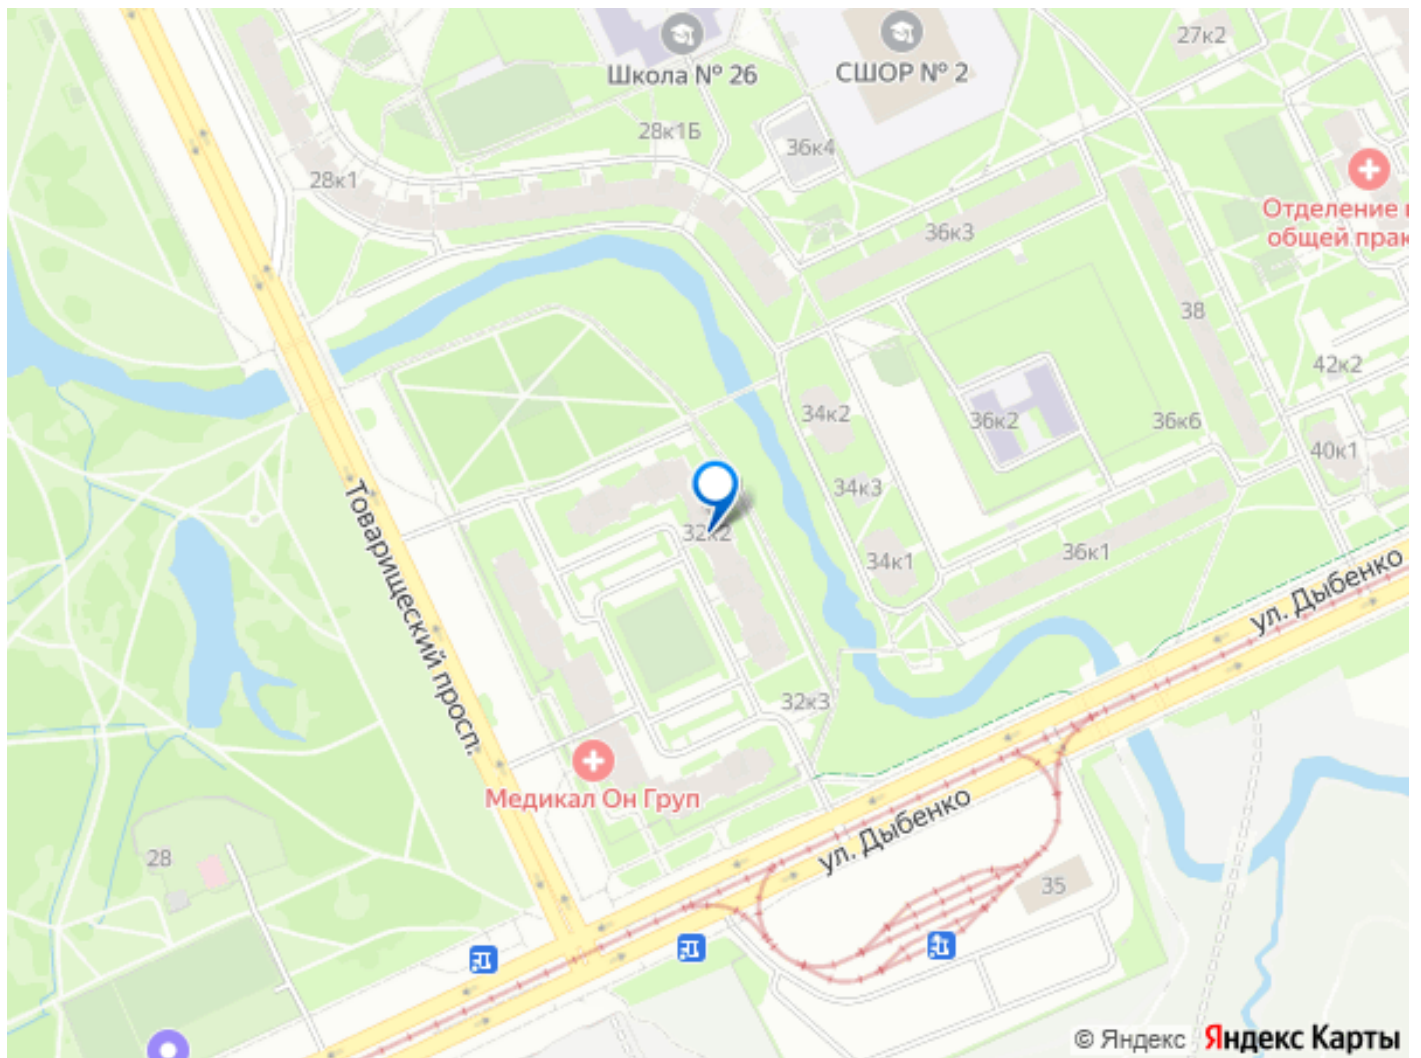 27к2
Школа № 26
СШОР № 2
28к1Б
36к4
28к1
Отделение в
общей прак
36к3
38
42к2
34к2
36к2
36к6
40к1
34к3
32к2
34к1
36к1
Товарищеский просп.
ул. Дыбенко
32к3
Медикал Он Груп
ул. Дыбенко
28
35
© Яндекс Яндекс Карты